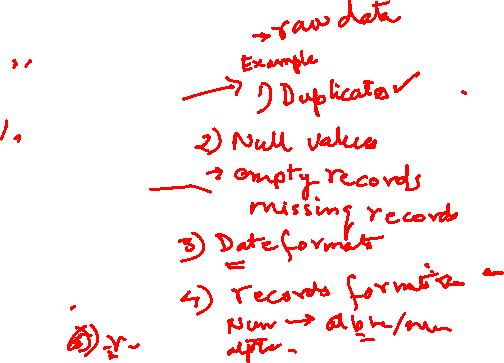 → raw data
Example
→ 1) Duplicates ✓
2) Null values
→ empty records
missing records
3) Date formats
4) records formats
Num →
alpha